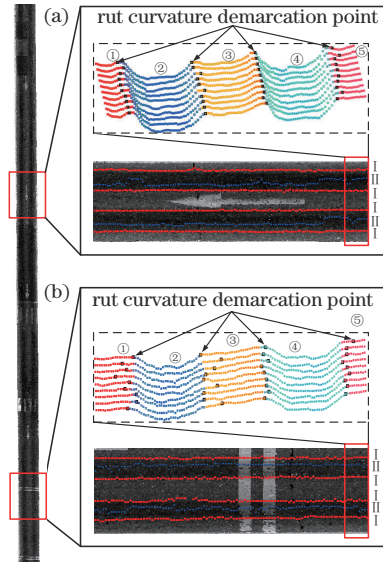 (a)
rut curvature demarcation point
① ② ③ ④ ⑤
I
II
I
I
II
I
(b)
rut curvature demarcation point
① ② ③ ④ ⑤
I
II
I
I
II
I